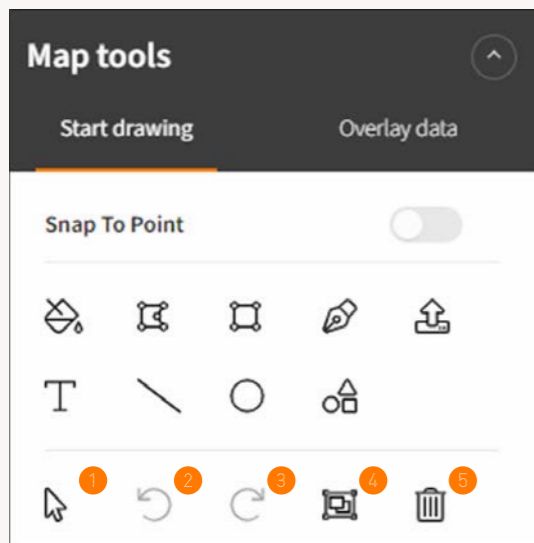 Map tools
Start drawing Overlay data
Snap To Point
T
1 2 3 4 5